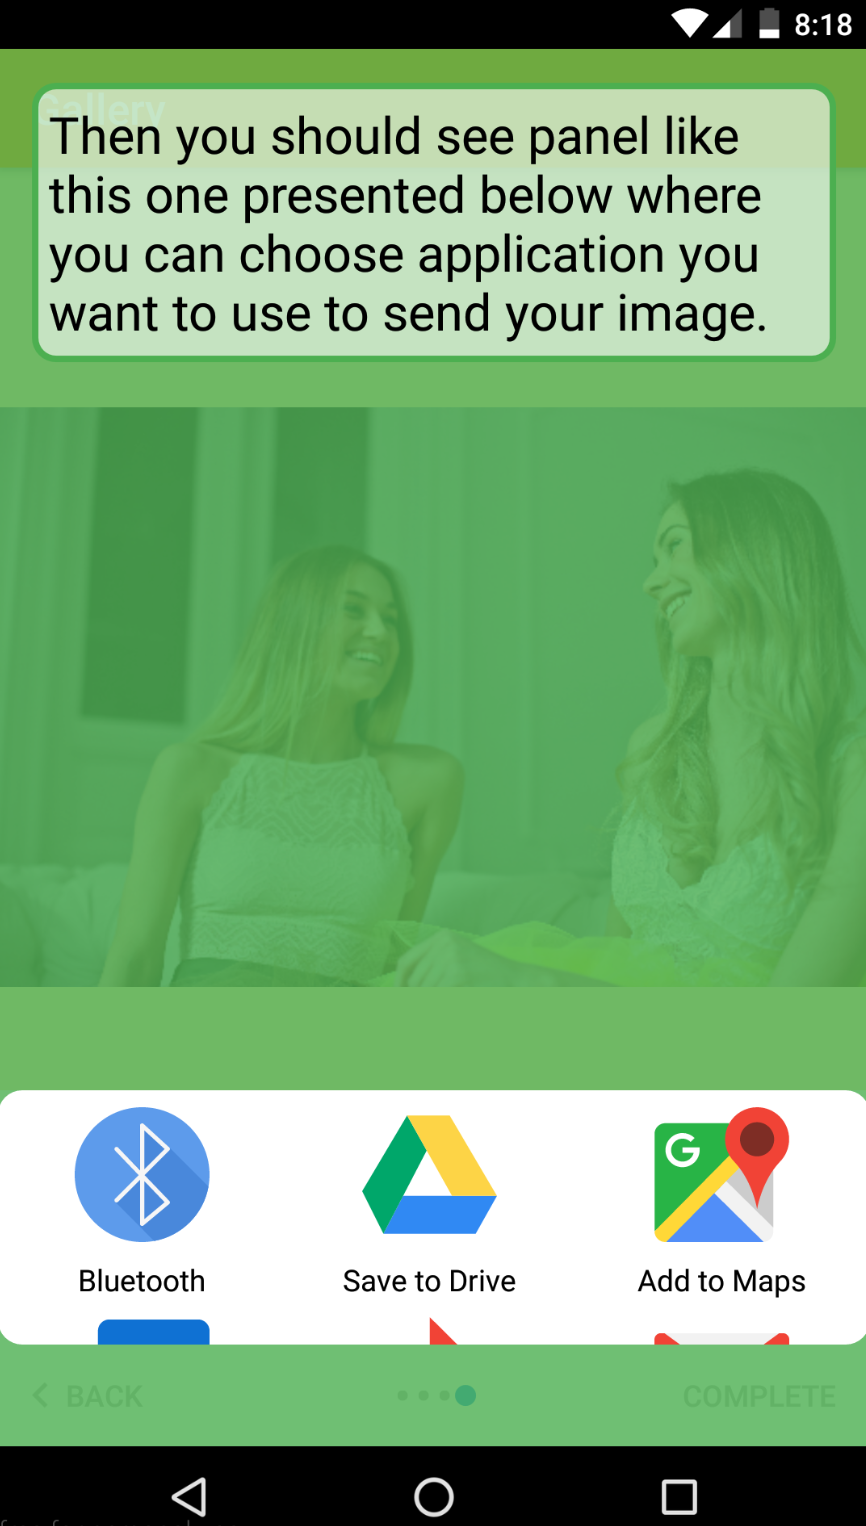 8:18
Gallery
Then you should see panel like
this one presented below where
you can choose application you
want to use to send your image.
G
Bluetooth
Save to Drive
Add to Maps
BACK
COMPLETE